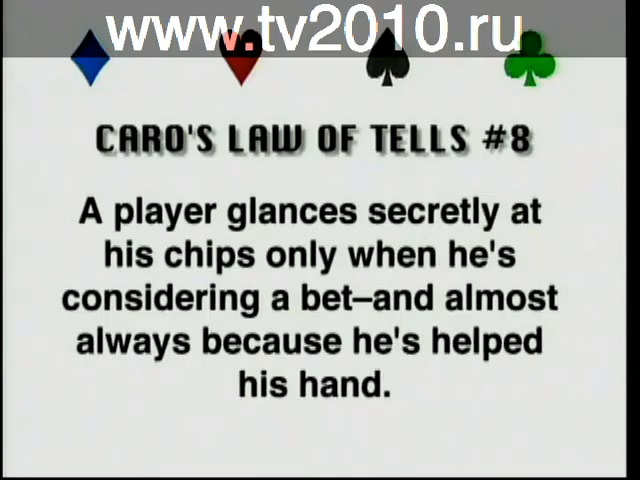 www.tv2010.ru
CARO'S LAW OF TELLS #8
A player glances secretly at
his chips only when he's
considering a bet–and almost
always because he's helped
his hand.